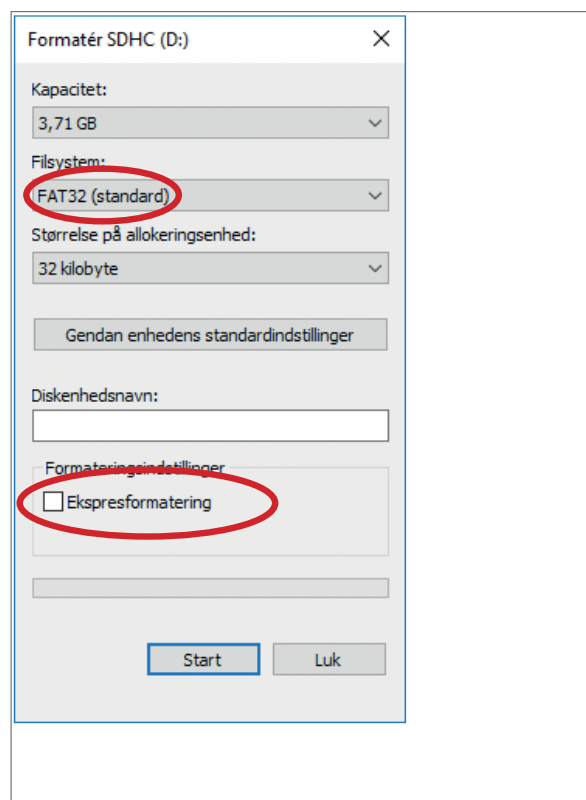 Formatér SDHC (D:)
Kapacitet:
3,71 GB
Filsystem:
FAT32 (standard)
Størrelse på allokeringsenhed:
32 kilobyte
Gendan enhedens standardindstillinger
Diskenhedsnavn:
Formateringsindstillinger
Ekspresformatering
Start
Luk